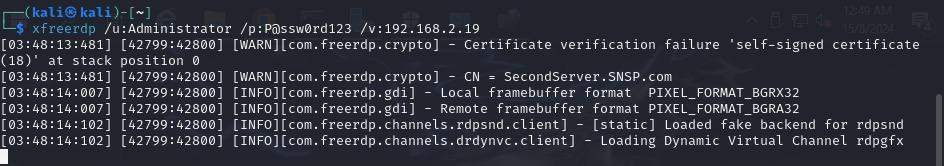 ┌──(kali㉿kali)-[~]
└─$ xfreerdp /u:Administrator /p:P@ssw0rd123 /v:192.168.2.19
[03:48:13:481] [42799:42800] [WARN][com.freerdp.crypto] - Certificate verification failure 'self-signed certificate
(18)' at stack position 0
[03:48:13:481] [42799:42800] [WARN][com.freerdp.crypto] - CN = SecondServer.SNSP.com
[03:48:14:007] [42799:42800] [INFO][com.freerdp.gdi] - Local framebuffer format  PIXEL_FORMAT_BGRX32
[03:48:14:007] [42799:42800] [INFO][com.freerdp.gdi] - Remote framebuffer format PIXEL_FORMAT_BGRA32
[03:48:14:102] [42799:42800] [INFO][com.freerdp.channels.rdpsnd.client] - [static] Loaded fake backend for rdpsnd
[03:48:14:102] [42799:42800] [INFO][com.freerdp.channels.drdynvc.client] - Loading Dynamic Virtual Channel rdpgfx
12:49 AM
15/8/2024